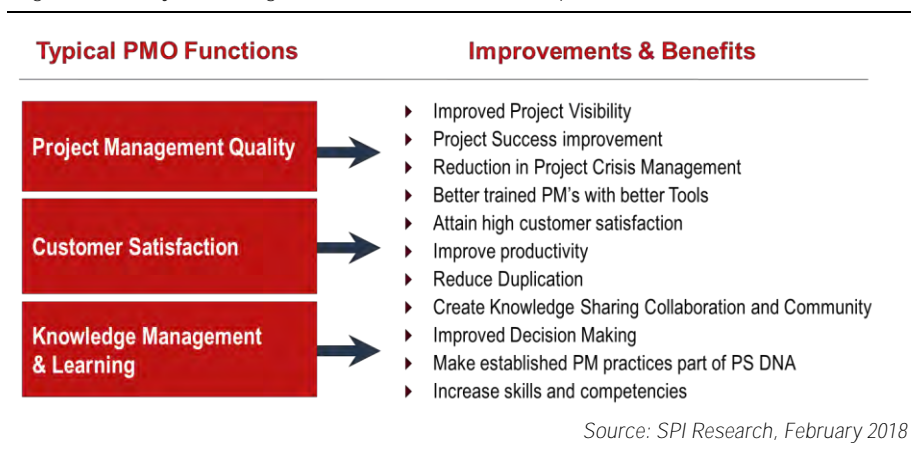 Typical PMO Functions
Improvements & Benefits
Project Management Quality
Customer Satisfaction
Knowledge Management
& Learning
Improved Project Visibility
Project Success improvement
Reduction in Project Crisis Management
Better trained PM's with better Tools
Attain high customer satisfaction
Improve productivity
Reduce Duplication
Create Knowledge Sharing Collaboration and Community
Improved Decision Making
Make established PM practices part of PS DNA
Increase skills and competencies
Source: SPI Research, February 2018